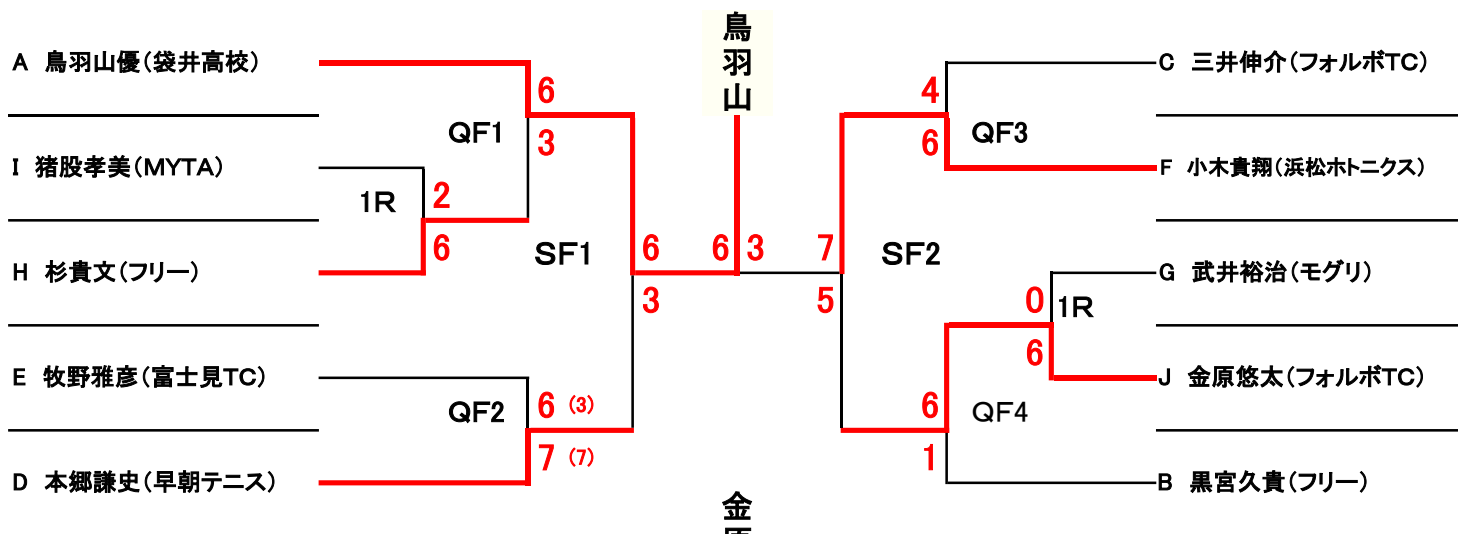 鳥羽山
A 鳥羽山優(袋井高校)
6
QF1
3
I 猪股孝美(MYTA)
1R
2
6
H 杉貴文(フリー)
SF1
6
3
E 牧野雅彦(富士見TC)
QF2
6 (3)
7 (7)
D 本郷謙史(早朝テニス)
6 3
C 三井伸介(フォルボTC)
4
QF3
6
F 小木貴翔(浜松ホトニクス)
7
SF2
5
G 武井裕治(モグリ)
0
1R
6
J 金原悠太(フォルボTC)
6
QF4
1
B 黒宮久貴(フリー)
金